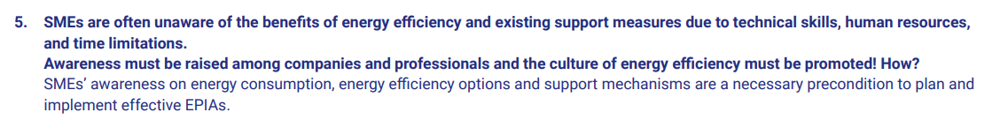 5. SMEs are often unaware of the benefits of energy efficiency and existing support measures due to technical skills, human resources,
and time limitations.
Awareness must be raised among companies and professionals and the culture of energy efficiency must be promoted! How?
SMEs' awareness on energy consumption, energy efficiency options and support mechanisms are a necessary precondition to plan and
implement effective EPIAs.